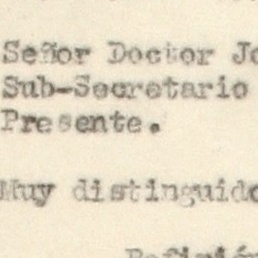 Señor Doctor Jo
Sub-Secretario
Presente.
Muy distinguido